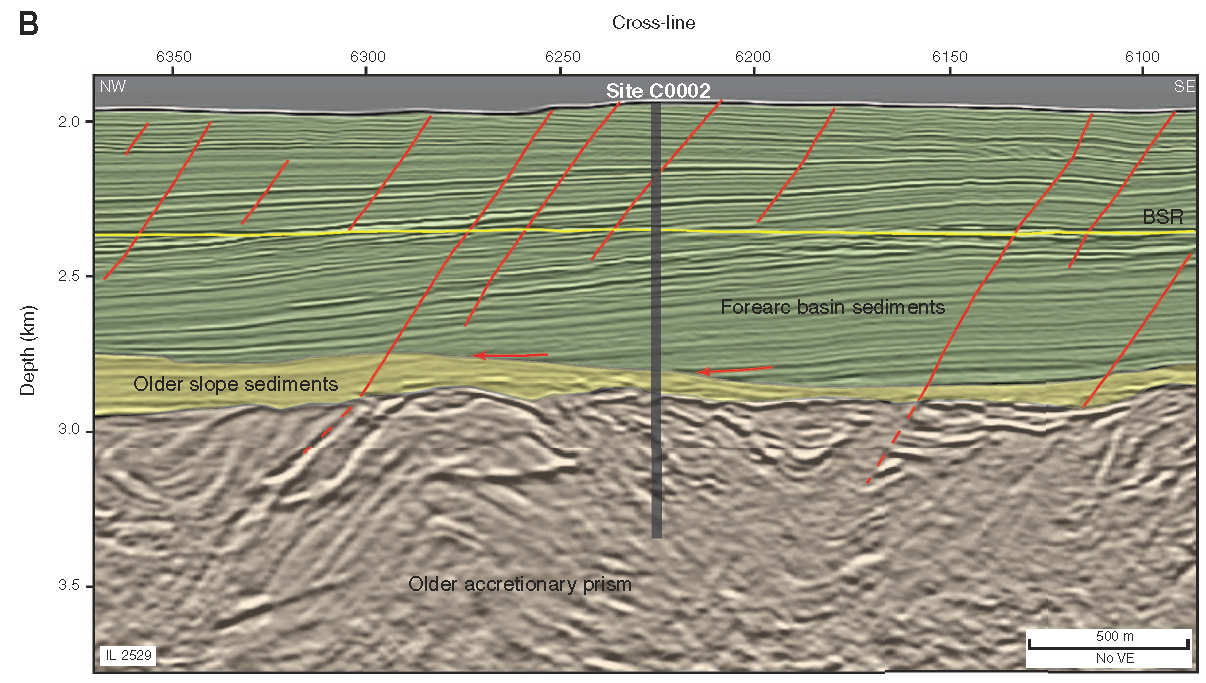 B
Cross-line
6350 6300 6250 6200 6150 6100
NW
Site C0002
SE
2.0
BSR
2.5
Forearc basin sediments
Depth (km)
Older slope sediments
3.0
3.5
Older accretionary prism
500 m
No VE
IL 2529